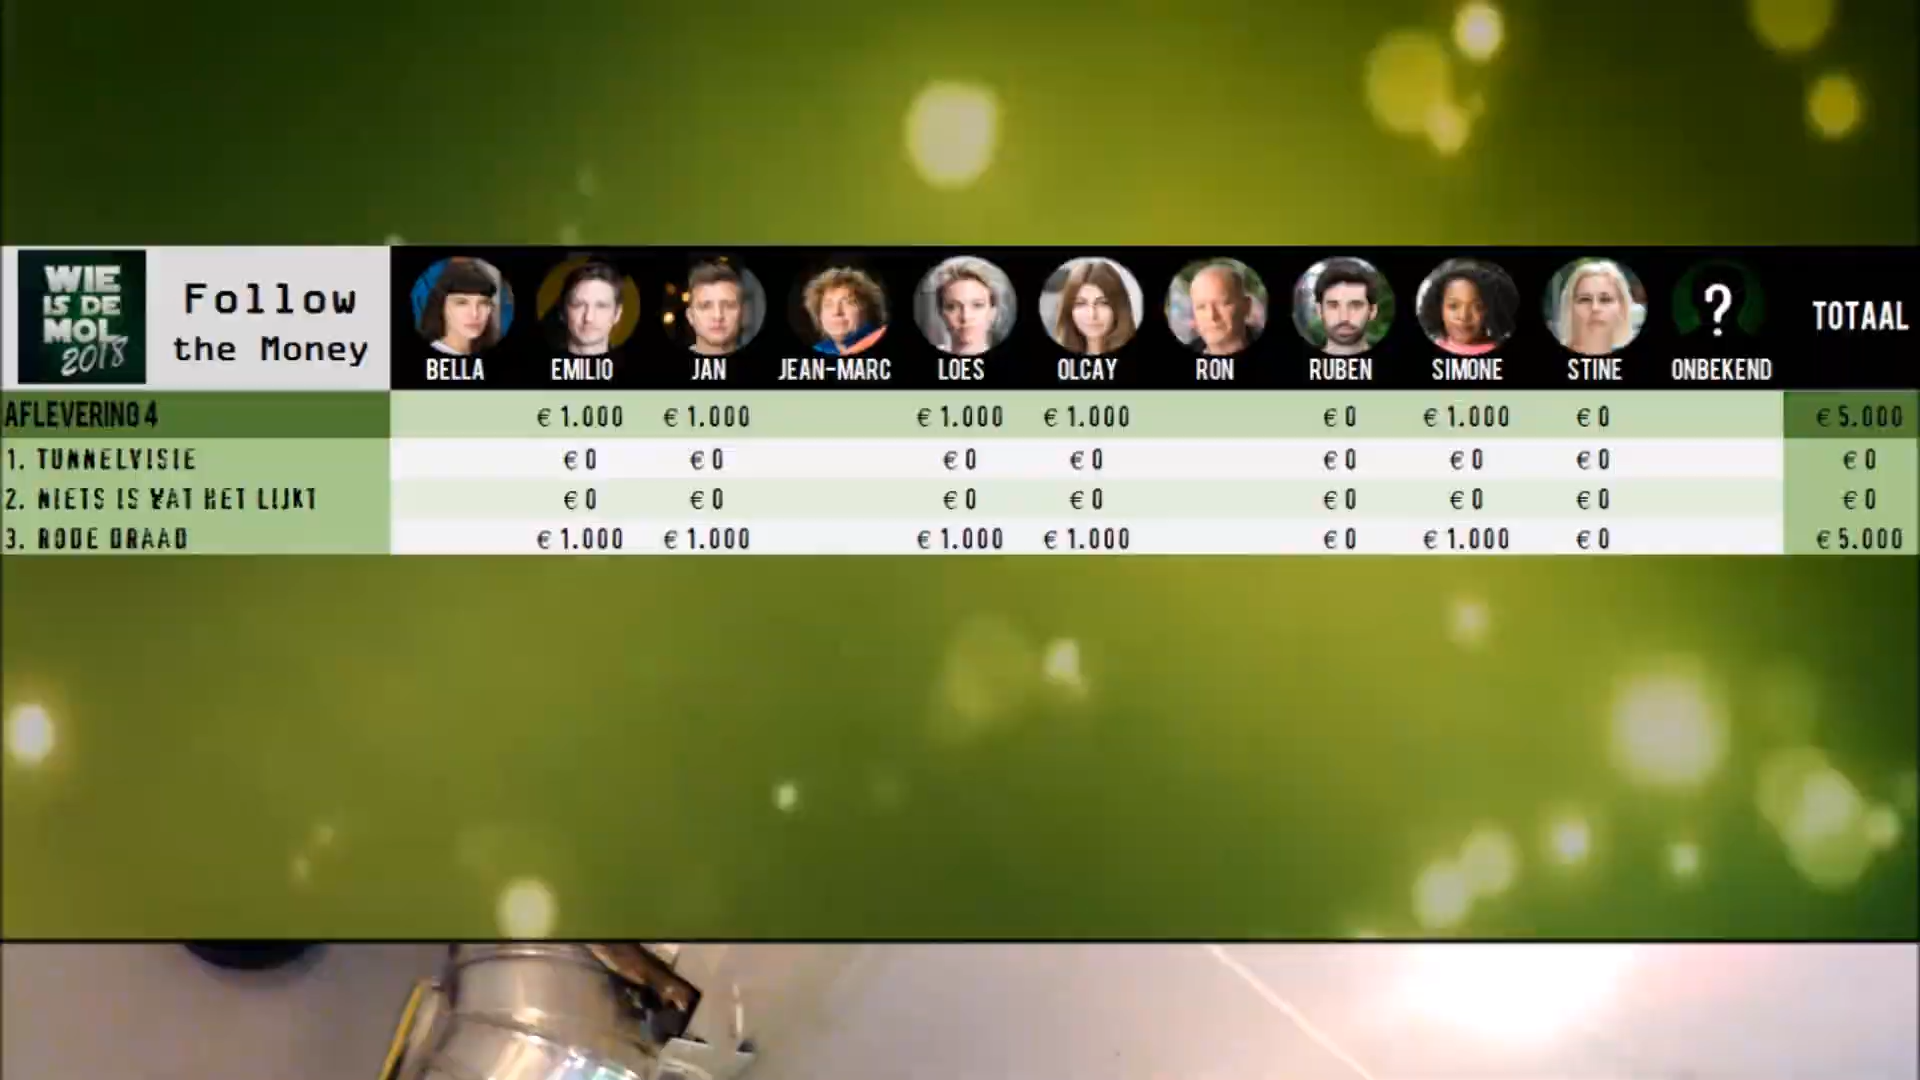 WIE
IS DE
MOL
2018
Follow
the Money
BELLA EMILIO JAN JEAN-MARC LOES OLCAY RON RUBEN SIMONE STINE ? ONBEKEND TOTAAL
AFLEVERING 4 € 1.000 € 1.000 € 1.000 € 1.000 € 0 € 1.000 € 0 € 5.000
1. TUNNELVISIE € 0 € 0 € 0 € 0 € 0 € 0 € 0 € 0
2. NIETS IS WAT HET LIJKT € 0 € 0 € 0 € 0 € 0 € 0 € 0 € 0
3. RODE DRAAD € 1.000 € 1.000 € 1.000 € 1.000 € 0 € 1.000 € 0 € 5.000